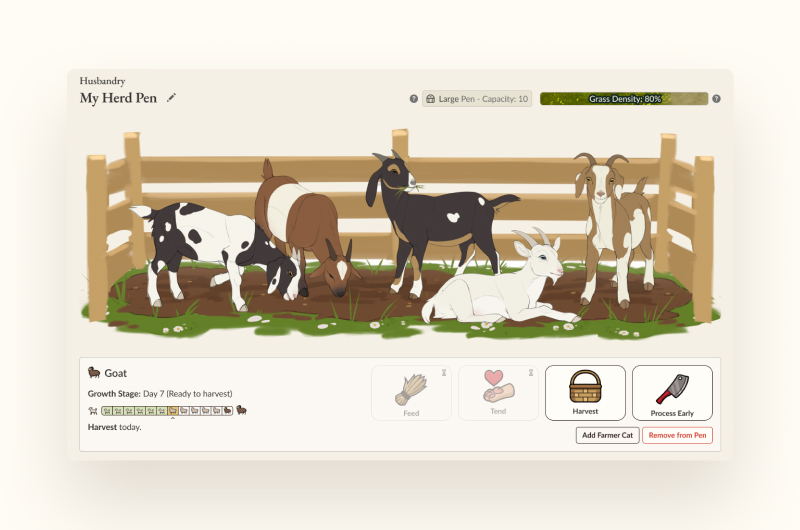 Husbandry
My Herd Pen
Large Pen - Capacity: 10
Grass Density: 80%
Goat
Growth Stage: Day 7 (Ready to harvest)
Harvest today.
Feed
Tend
Harvest
Process Early
Add Farmer Cat
Remove from Pen